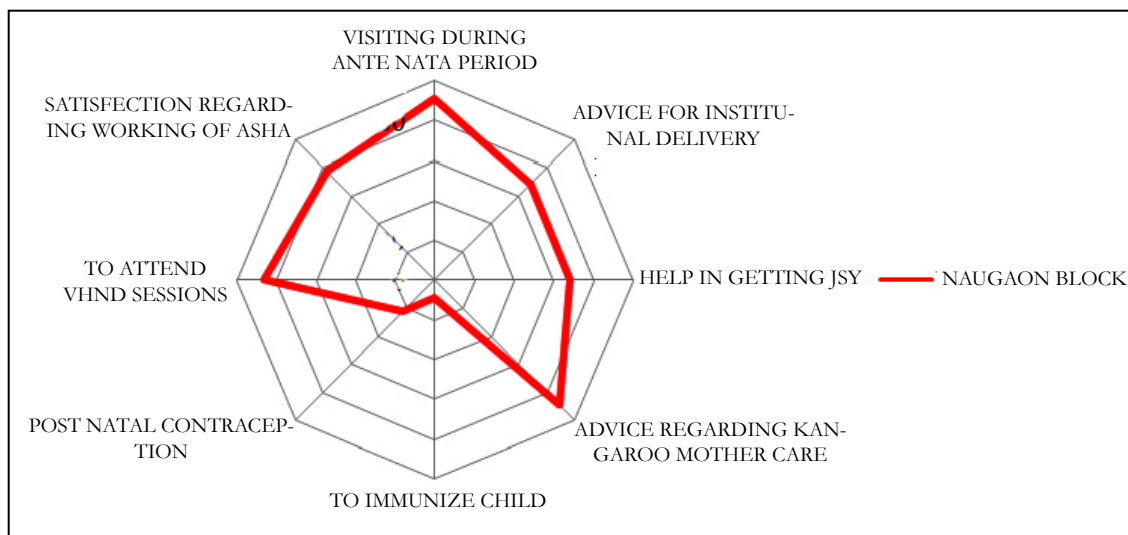 VISITING DURING
ANTE NATA PERIOD
SATISFECTION REGARD-
ING WORKING OF ASHA
ADVICE FOR INSTITU-
NAL DELIVERY
TO ATTEND
VHND SESSIONS
HELP IN GETTING JSY
NAUGAON BLOCK
POST NATAL CONTRACEP-
TION
ADVICE REGARDING KAN-
GAROO MOTHER CARE
TO IMMUNIZE CHILD